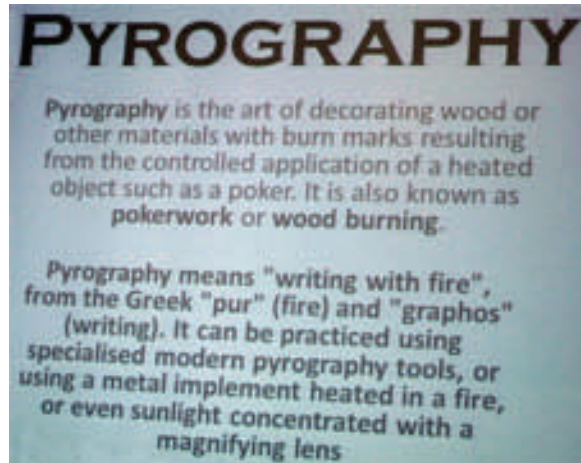 PYROGRAPHY
Pyrography is the art of decorating wood or
other materials with burn marks resulting
from the controlled application of a heated
object such as a poker. It is also known as
pokerwork or wood burning.
Pyrography means "writing with fire",
from the Greek "pur" (fire) and "graphos"
(writing). It can be practiced using
specialised modern pyrography tools, or
using a metal implement heated in a fire,
or even sunlight concentrated with a
magnifying lens